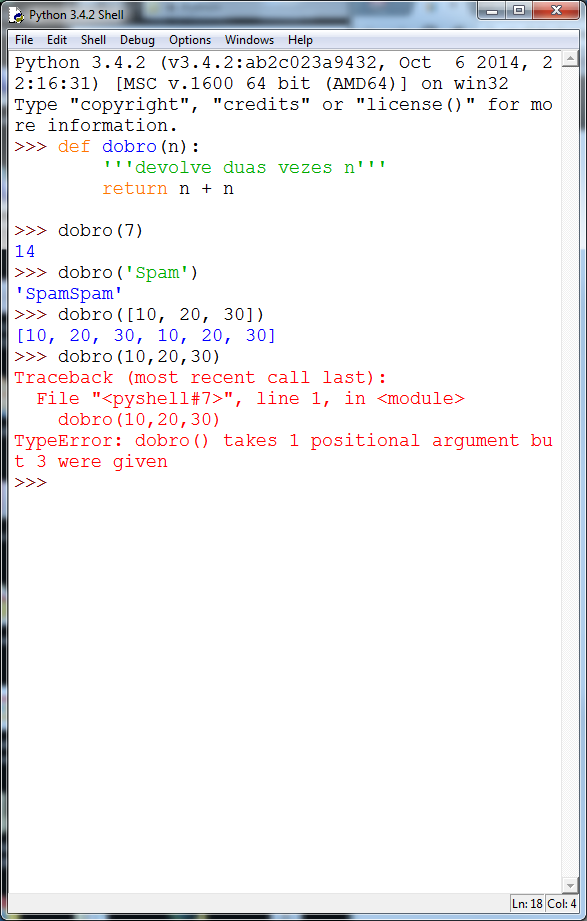 Python 3.4.2 Shell
File Edit Shell Debug Options Windows Help
Python 3.4.2 (v3.4.2:ab2c023a9432, Oct  6 2014, 2
2:16:31) [MSC v.1600 64 bit (AMD64)] on win32
Type "copyright", "credits" or "license()" for mo
re information.
>>> def dobro(n):
        '''devolve duas vezes n'''
        return n + n

>>> dobro(7)
14
>>> dobro('Spam')
'SpamSpam'
>>> dobro([10, 20, 30])
[10, 20, 30, 10, 20, 30]
>>> dobro(10,20,30)
Traceback (most recent call last):
  File "<pyshell#7>", line 1, in <module>
    dobro(10,20,30)
TypeError: dobro() takes 1 positional argument bu
t 3 were given
>>>
Ln: 18 Col: 4